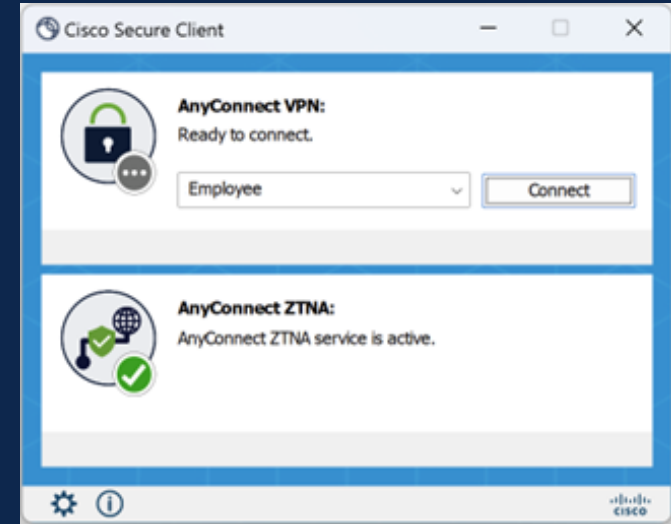 Cisco Secure Client
AnyConnect VPN:
Ready to connect.
Employee
Connect
AnyConnect ZTNA:
AnyConnect ZTNA service is active.
CISCO